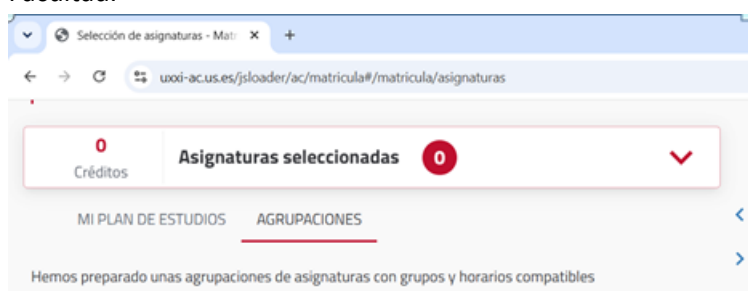 Selección de asignaturas - Matr
uxxi-ac.us.es/jsloader/ac/matricula#/matricula/asignaturas
0
Créditos
Asignaturas seleccionadas
0
MI PLAN DE ESTUDIOS
AGRUPACIONES
Hemos preparado unas agrupaciones de asignaturas con grupos y horarios compatibles